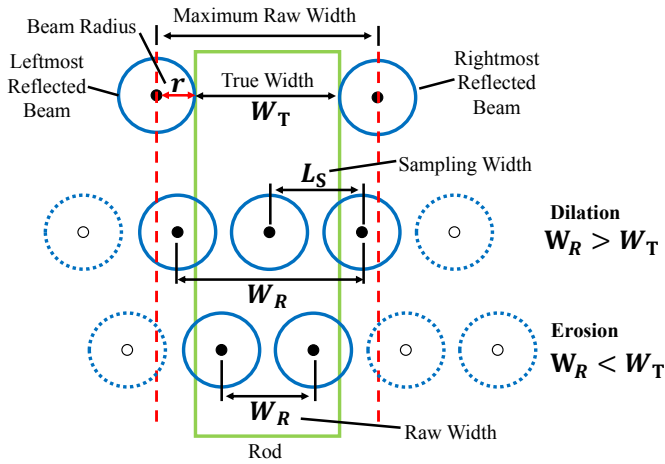 Maximum Raw Width
Beam Radius
Leftmost
Reflected
Beam
r
True Width
W_T
Rightmost
Reflected
Beam
Sampling Width
L_S
Dilation
W_R > W_T
W_R
Erosion
W_R < W_T
W_R
Raw Width
Rod